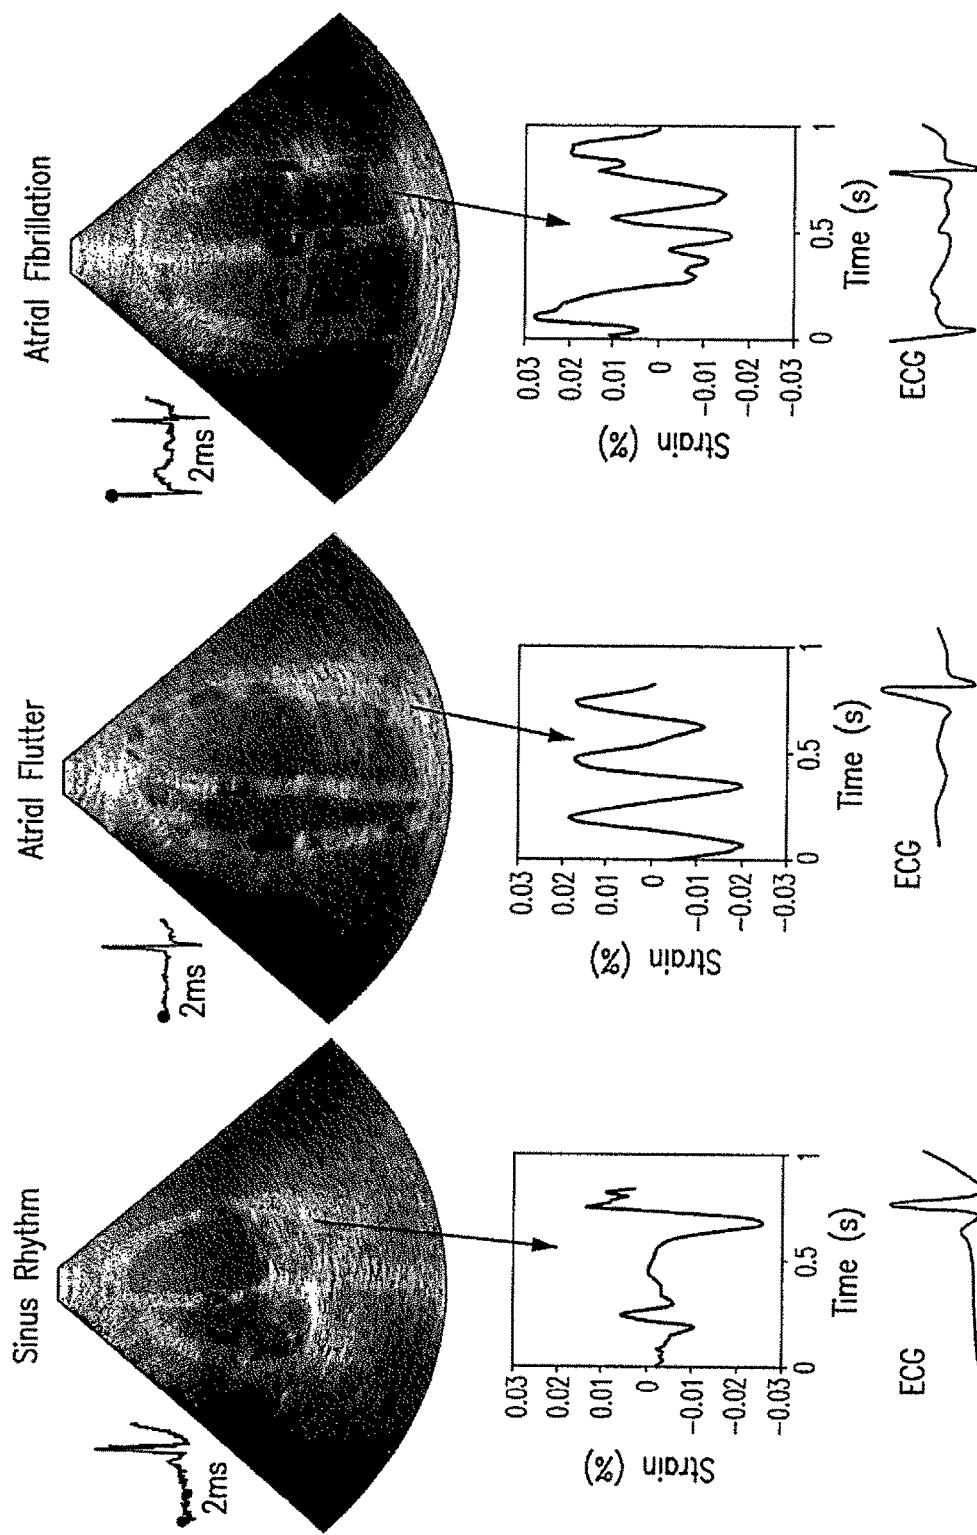 Sinus Rhythm
2ms
Strain (%)
0.03
0.02
0.01
0
-0.01
-0.02
-0.03
0 0.5 1
Time (s)
ECG
Atrial Flutter
2ms
Strain (%)
0.03
0.02
0.01
0
-0.01
-0.02
-0.03
0 0.5 1
Time (s)
ECG
Atrial Fibrillation
2ms
Strain (%)
0.03
0.02
0.01
0
-0.01
-0.02
-0.03
0 0.5 1
Time (s)
ECG